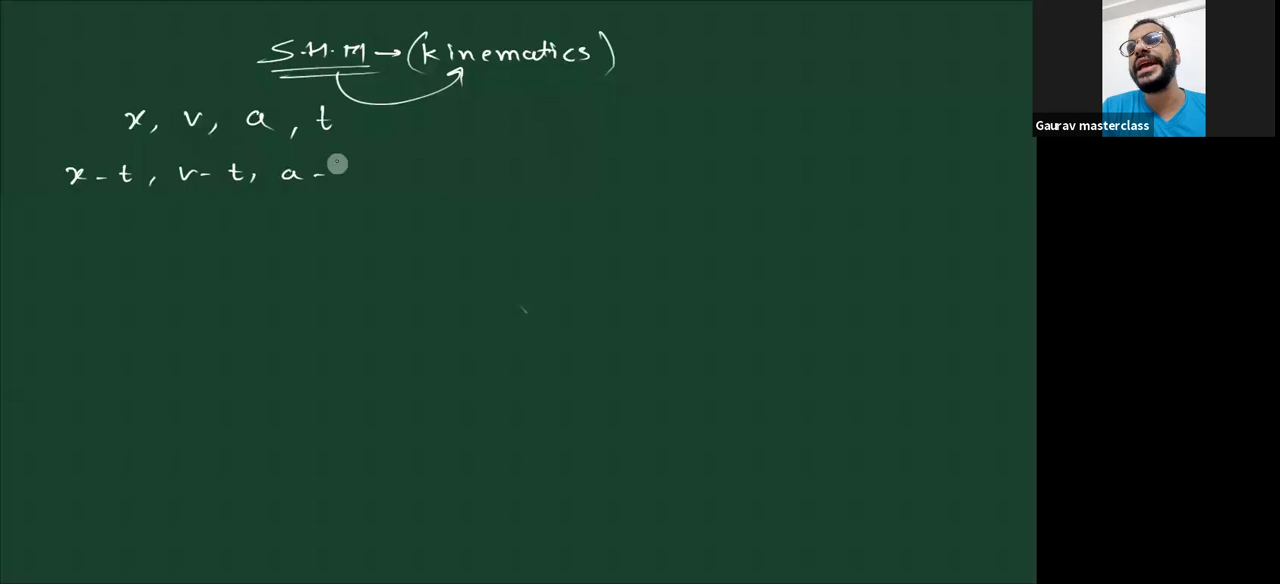 S.H.M → (kinematics)
x, v, a, t
x - t, v - t, a -
Gaurav masterclass